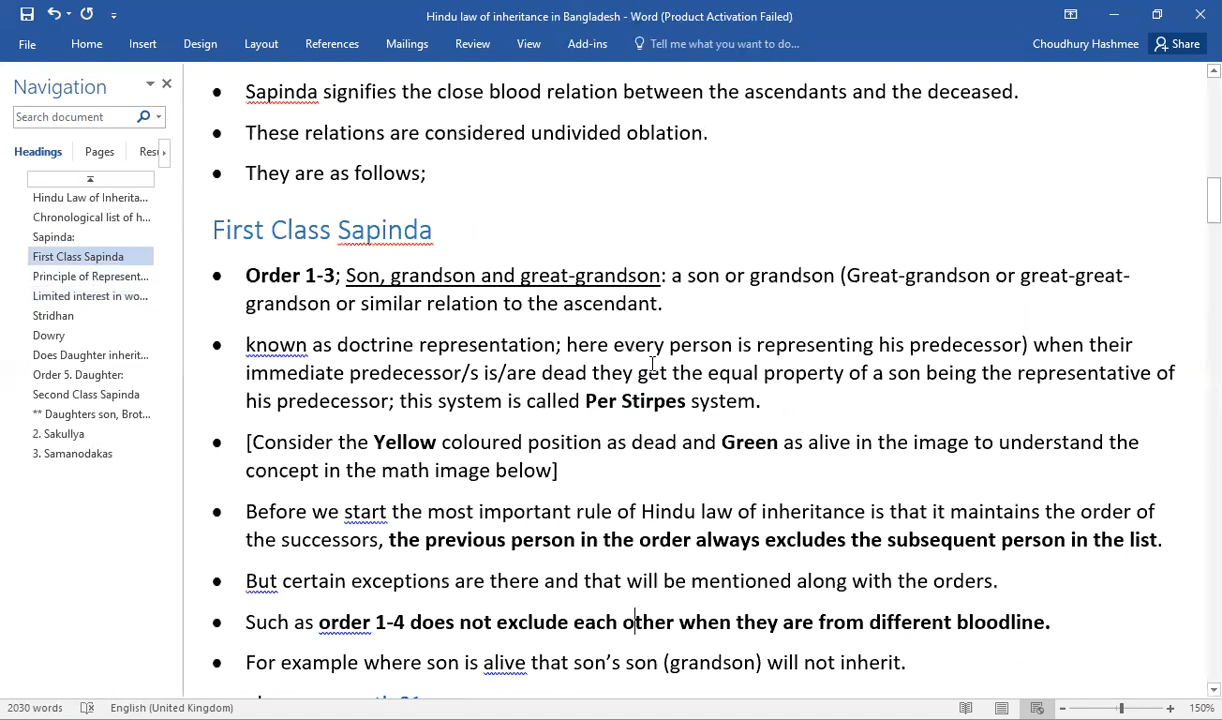 Hindu law of inheritance in Bangladesh - Word (Product Activation Failed)
File Home Insert Design Layout References Mailings Review View Add-ins Tell me what you want to do... Choudhury Hashmee Share
Navigation
Search document
Headings Pages Res
Hindu Law of Inherita...
Chronological list of h...
Sapinda:
First Class Sapinda
Principle of Represent...
Limited interest in wo...
Stridhan
Dowry
Does Daughter inherit...
Order 5. Daughter:
Second Class Sapinda
** Daughters son, Brot...
2. Sakullya
3. Samanodakas
• Sapinda signifies the close blood relation between the ascendants and the deceased.
• These relations are considered undivided oblation.
• They are as follows;
First Class Sapinda
• Order 1-3; Son, grandson and great-grandson: a son or grandson (Great-grandson or great-great-
grandson or similar relation to the ascendant.
• known as doctrine representation; here every person is representing his predecessor) when their
immediate predecessor/s is/are dead they get the equal property of a son being the representative of
his predecessor; this system is called Per Stirpes system.
• [Consider the Yellow coloured position as dead and Green as alive in the image to understand the
concept in the math image below]
• Before we start the most important rule of Hindu law of inheritance is that it maintains the order of
the successors, the previous person in the order always excludes the subsequent person in the list.
• But certain exceptions are there and that will be mentioned along with the orders.
• Such as order 1-4 does not exclude each other when they are from different bloodline.
• For example where son is alive that son's son (grandson) will not inherit.
2030 words English (United Kingdom) 150%